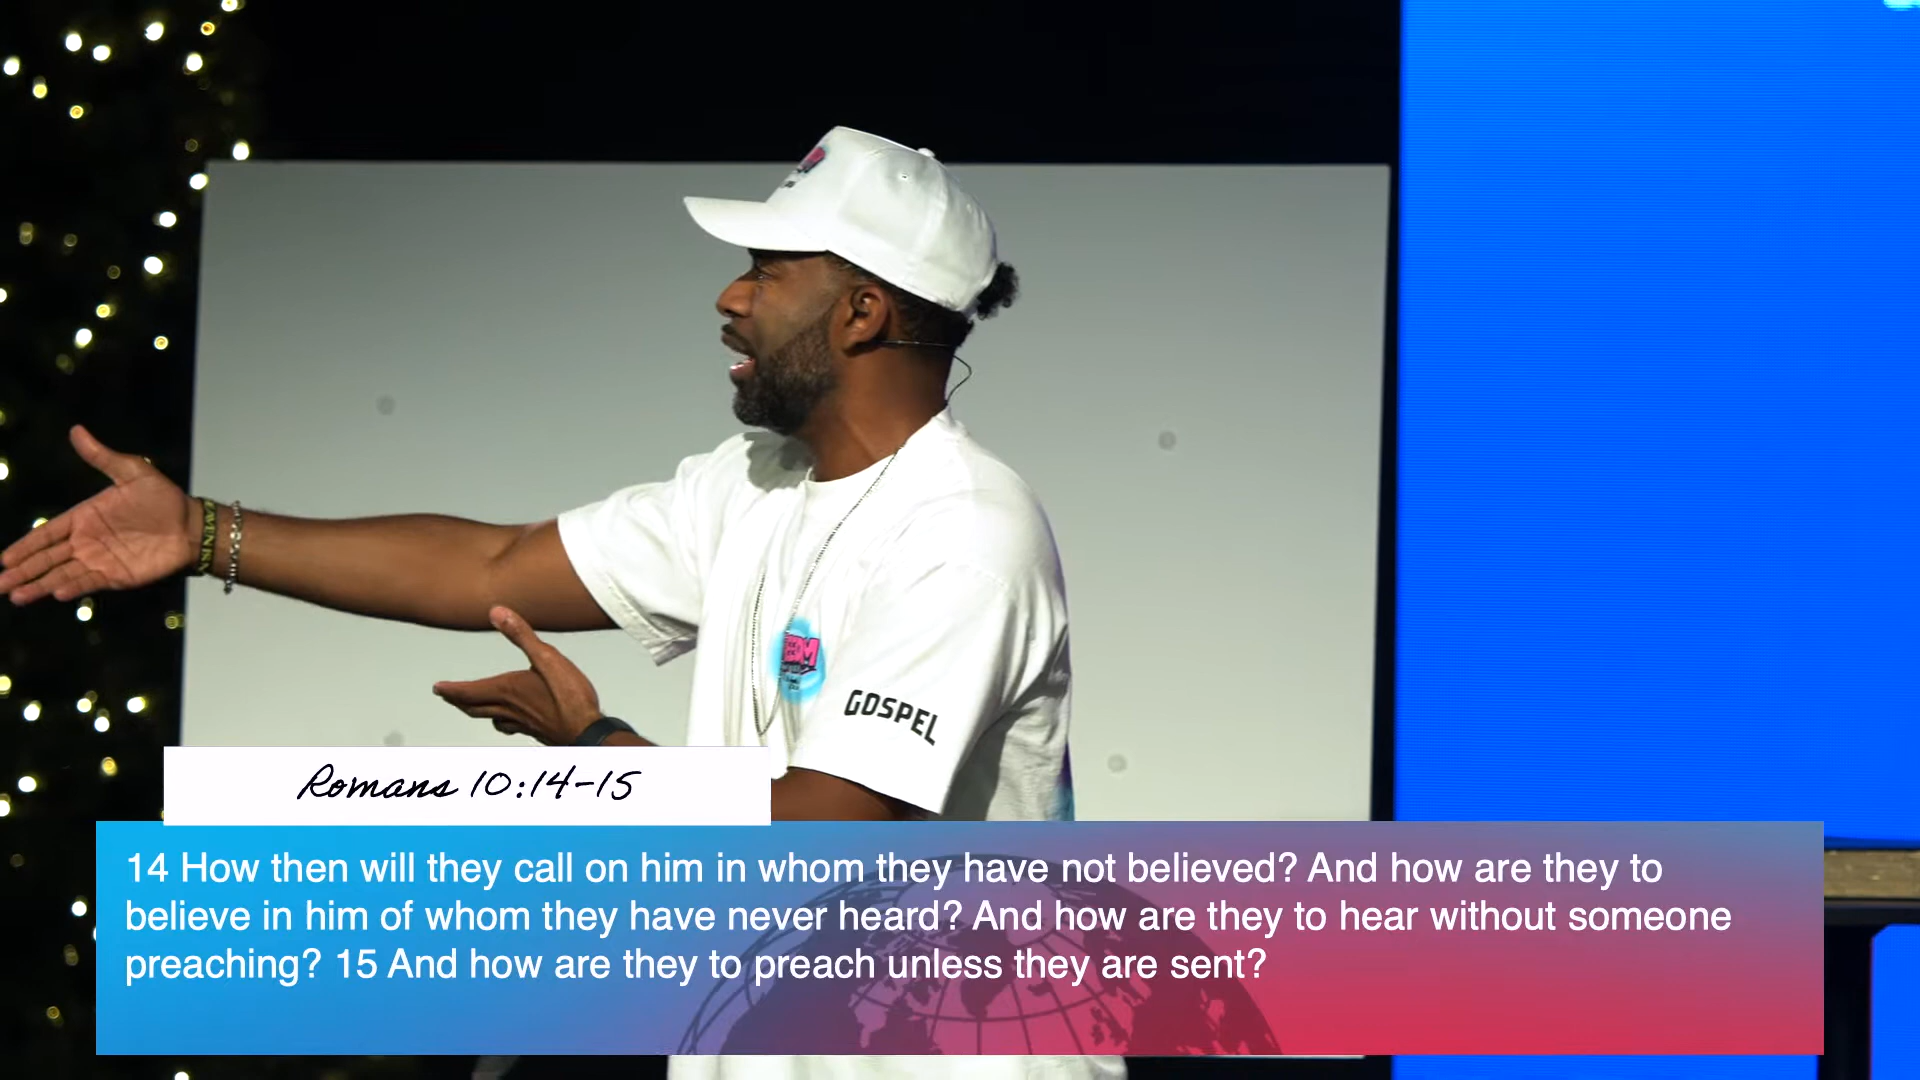 GOSPEL
Romans 10:14-15
14 How then will they call on him in whom they have not believed? And how are they to
believe in him of whom they have never heard? And how are they to hear without someone
preaching? 15 And how are they to preach unless they are sent?